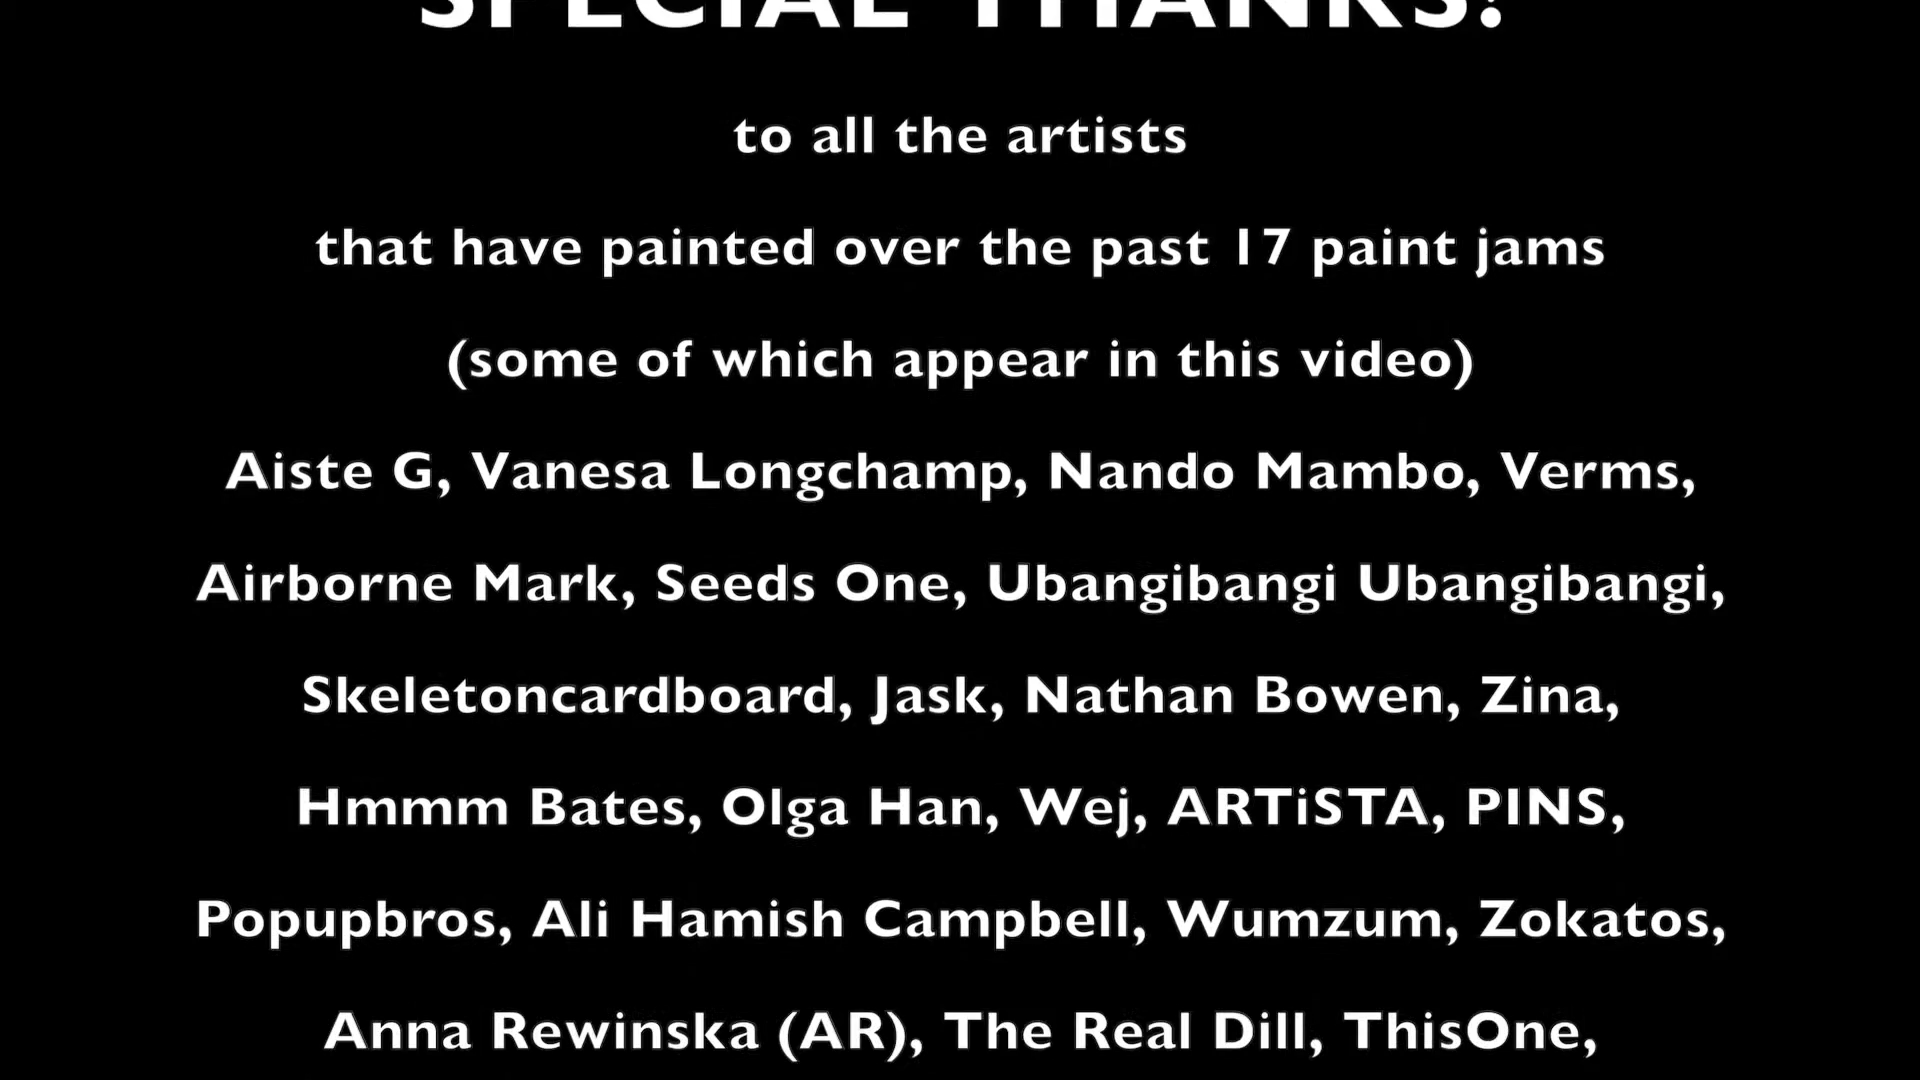 SPECIAL THANKS!
to all the artists
that have painted over the past 17 paint jams
(some of which appear in this video)
Aiste G, Vanesa Longchamp, Nando Mambo, Verms,
Airborne Mark, Seeds One, Ubangibangi Ubangibangi,
Skeletoncardboard, Jask, Nathan Bowen, Zina,
Hmmm Bates, Olga Han, Wej, ARTiSTA, PINS,
Popupbros, Ali Hamish Campbell, Wumzum, Zokatos,
Anna Rewinska (AR), The Real Dill, ThisOne,